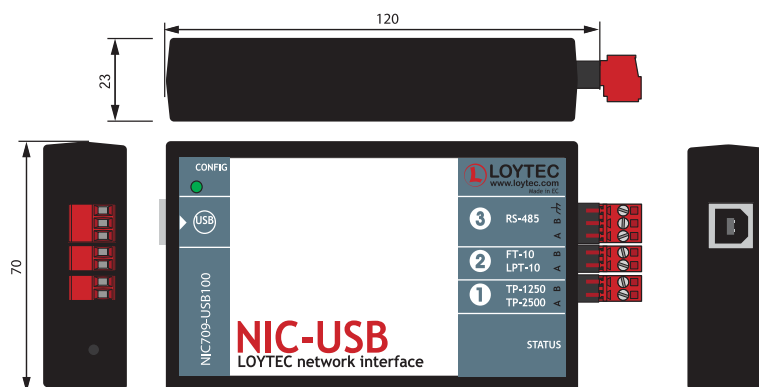 120
23
70
CONFIG
USB
NIC709-USB100
LOYTEC
www.loytec.com
Made in EC
3 RS-485 B A
2 FT-10 LPT-10 B A
1 TP-1250 TP-2500 B A
STATUS
NIC-USB
LOYTEC network interface